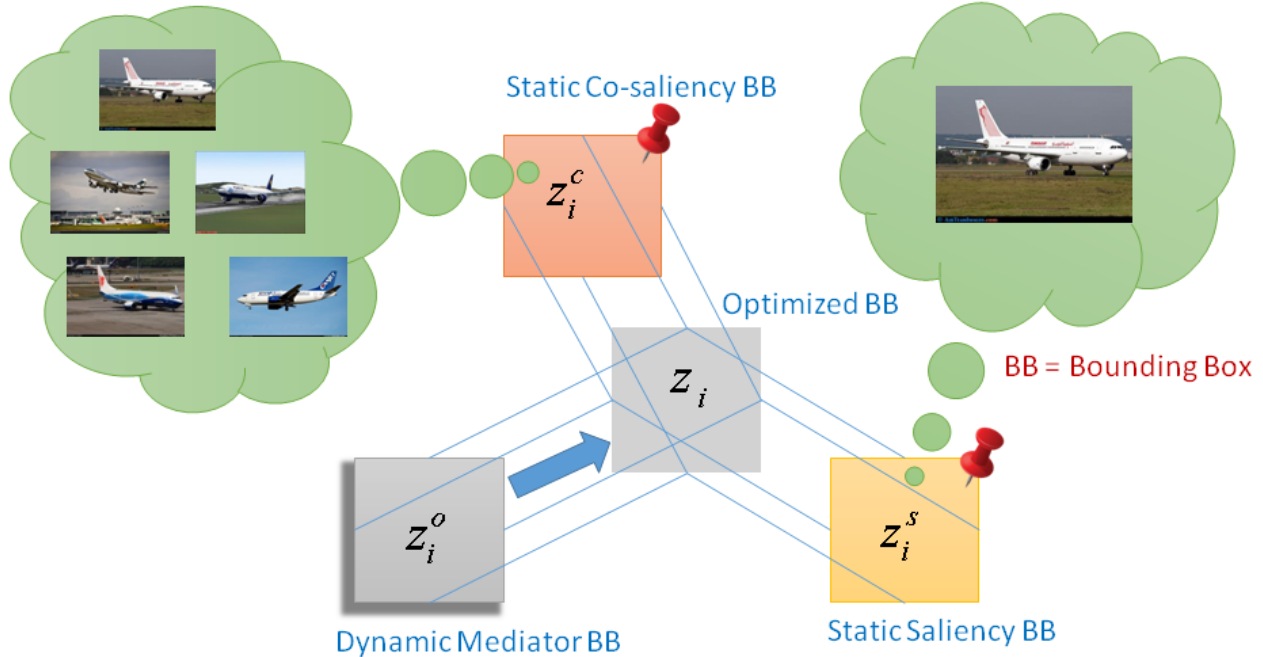 Static Co-saliency BB
z_i^c
Optimized BB
z_i
BB = Bounding Box
z_i^o
z_i^s
Dynamic Mediator BB
Static Saliency BB